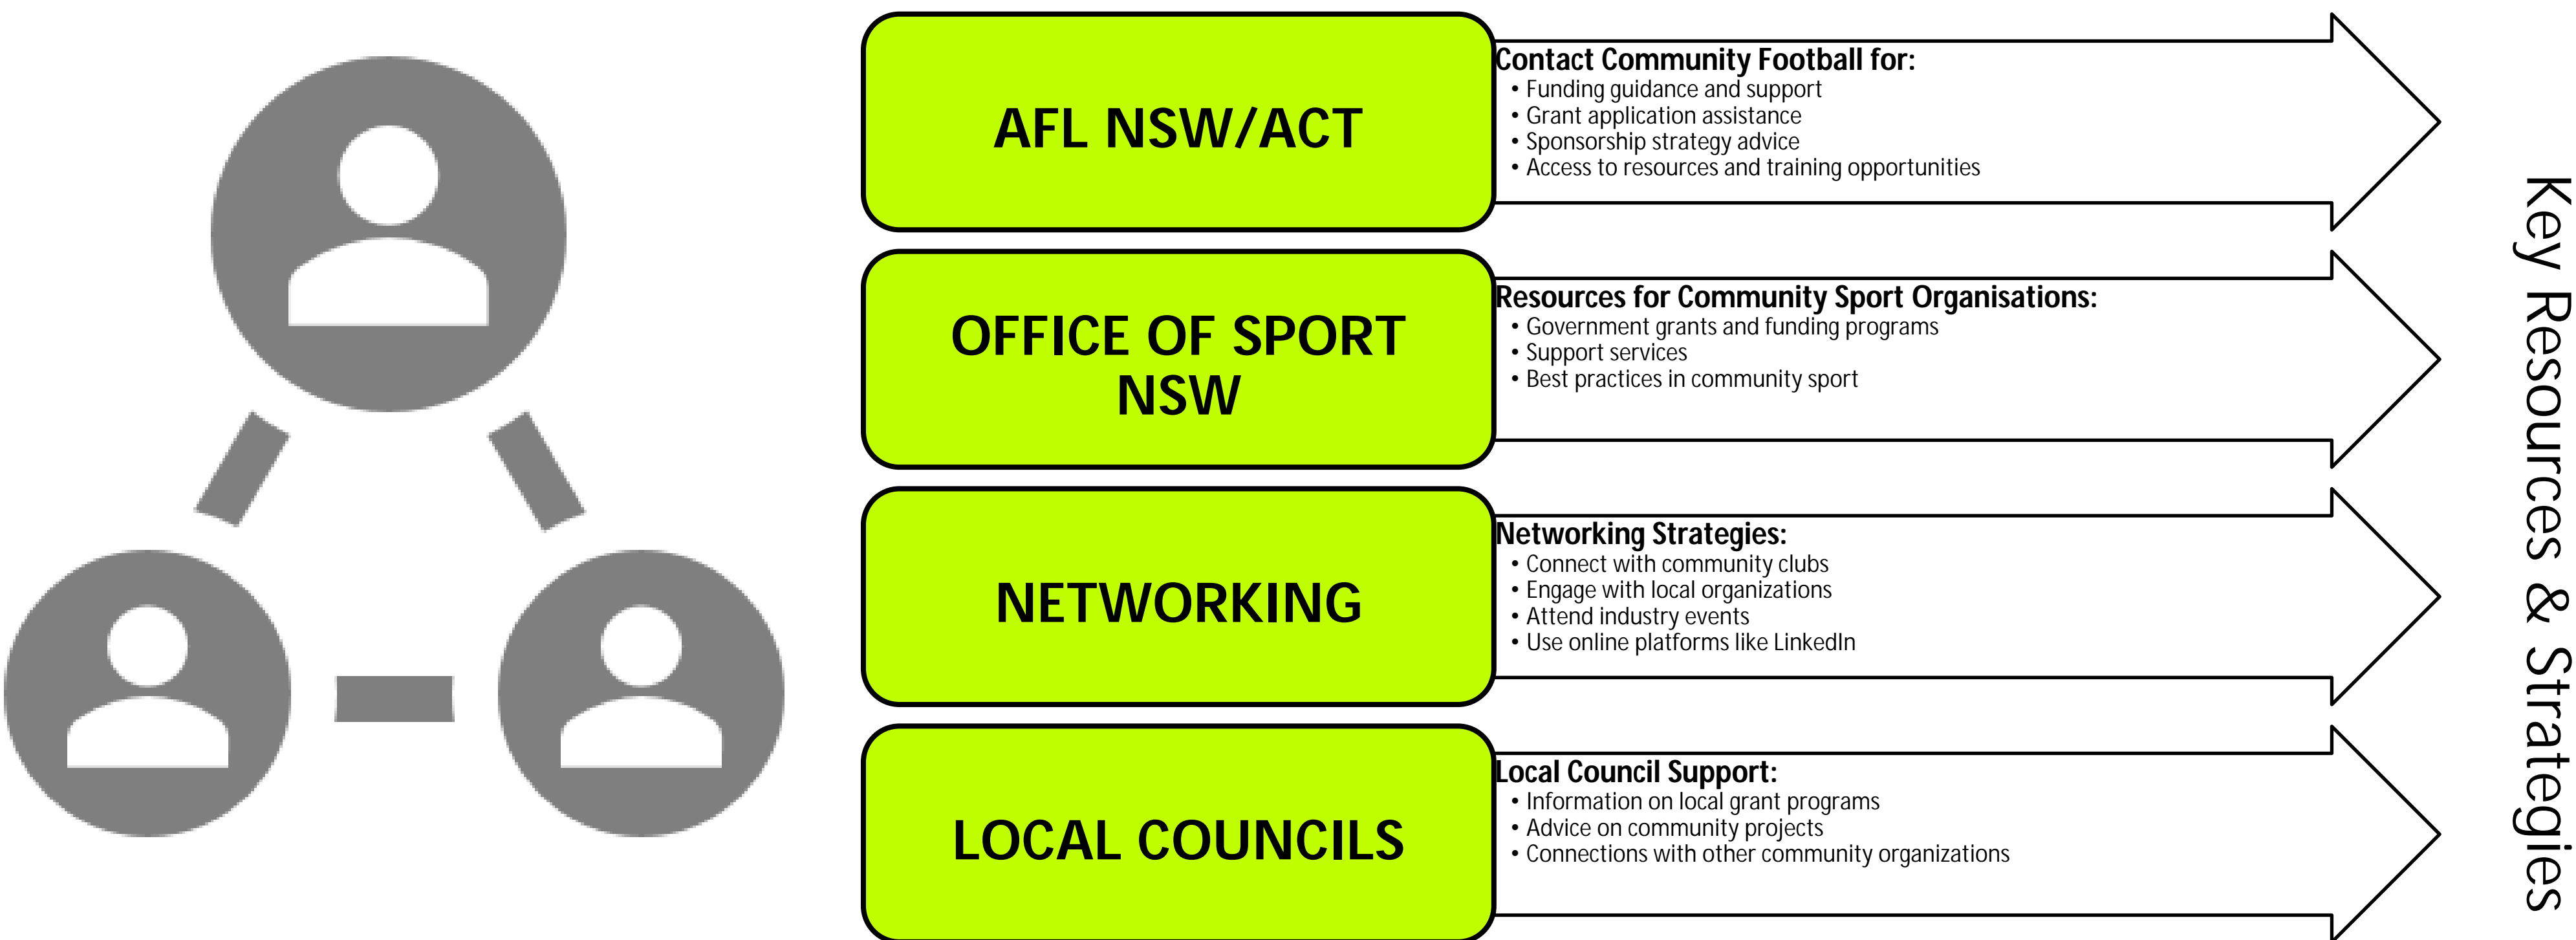 AFL NSW/ACT
Contact Community Football for:
• Funding guidance and support
• Grant application assistance
• Sponsorship strategy advice
• Access to resources and training opportunities
OFFICE OF SPORT
NSW
Resources for Community Sport Organisations:
• Government grants and funding programs
• Support services
• Best practices in community sport
NETWORKING
Networking Strategies:
• Connect with community clubs
• Engage with local organizations
• Attend industry events
• Use online platforms like LinkedIn
LOCAL COUNCILS
Local Council Support:
• Information on local grant programs
• Advice on community projects
• Connections with other community organizations
Key Resources & Strategies